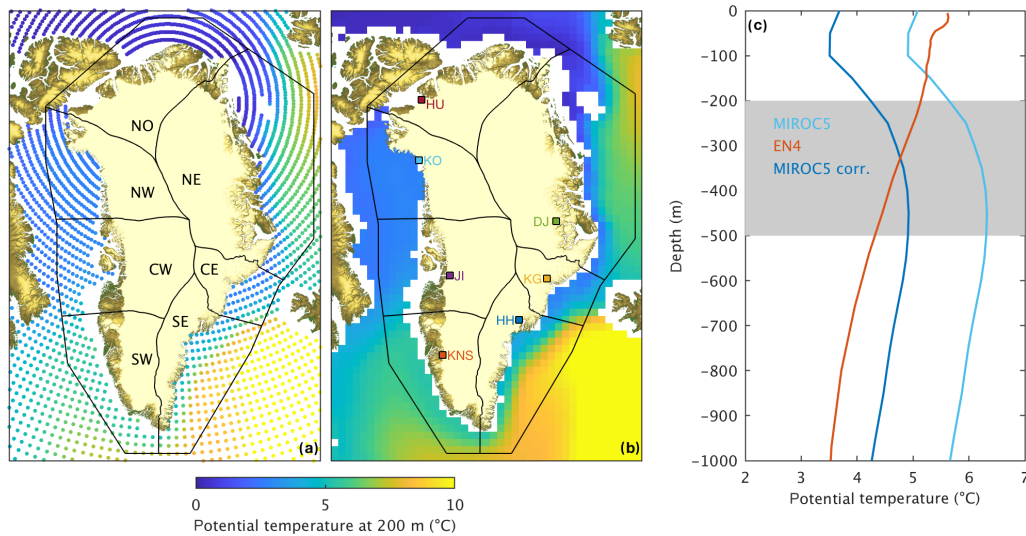 NO
NE
NW
CW
CE
SE
SW
(a)
HU
KO
DJ
JI
KG
HH
KNS
(b)
0
5
10
Potential temperature at 200 m (°C)
(c)
0
-100
-200
-300
-400
-500
-600
-700
-800
-900
-1000
Depth (m)
MIROC5
EN4
MIROC5 corr.
2
3
4
5
6
7
Potential temperature (°C)